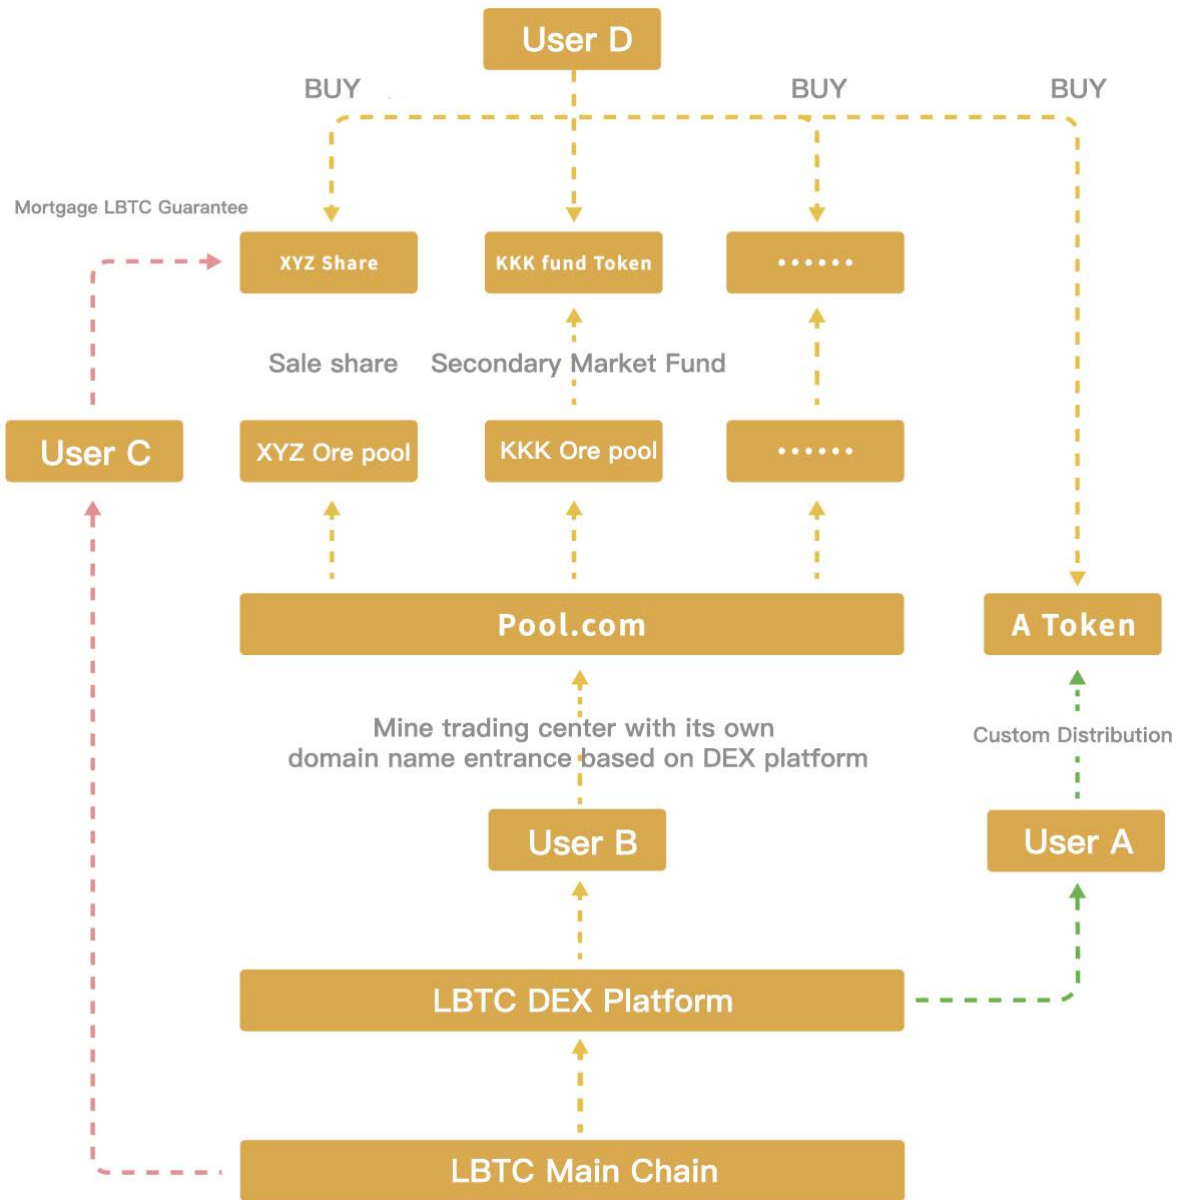 User D
BUY
BUY
BUY
Mortgage LBTC Guarantee
XYZ Share
KKK fund Token
••••••
Sale share
Secondary Market Fund
User C
XYZ Ore pool
KKK Ore pool
••••••
Pool.com
A Token
Mine trading center with its own
domain name entrance based on DEX platform
Custom Distribution
User B
User A
LBTC DEX Platform
LBTC Main Chain